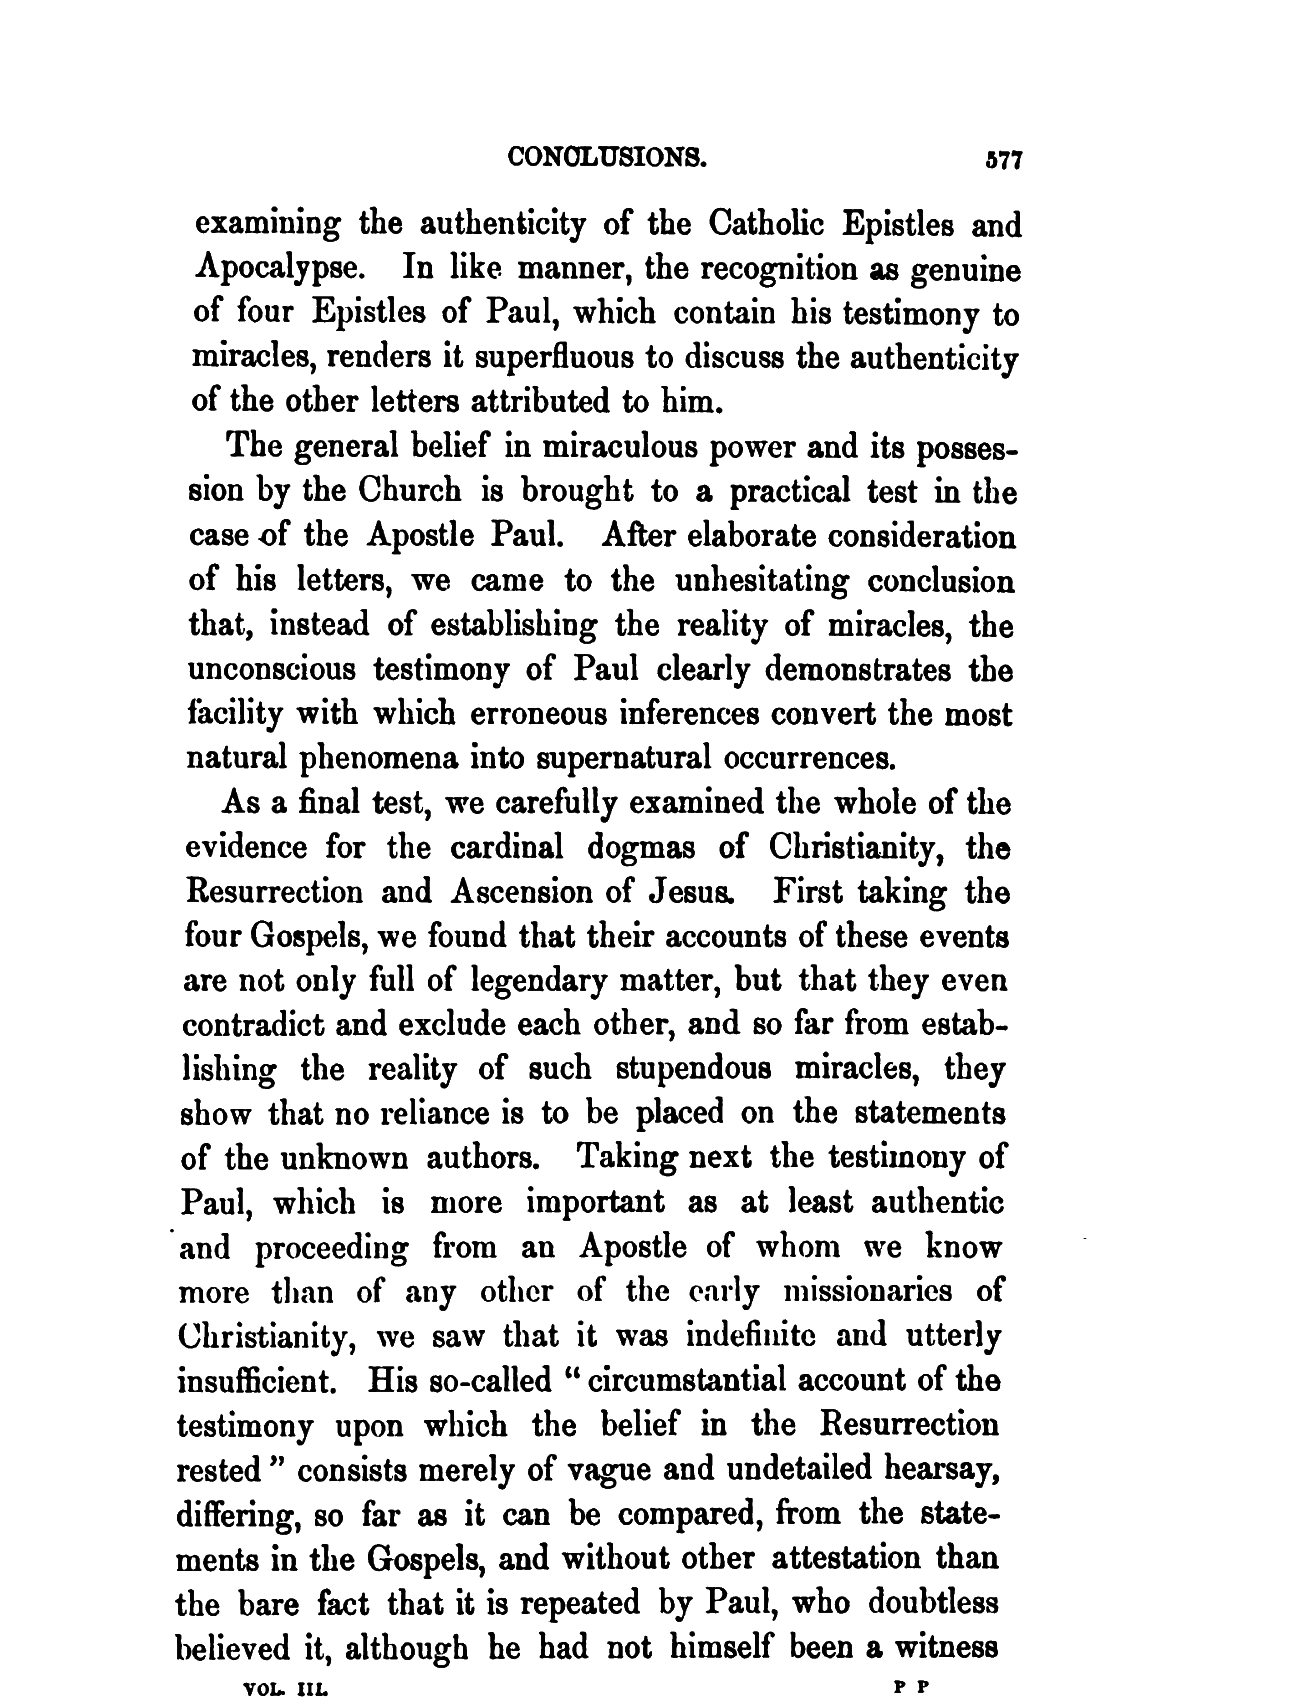 CONCLUSIONS. 577
examining the authenticity of the Catholic Epistles and
Apocalypse. In like manner, the recognition as genuine
of four Epistles of Paul, which contain his testimony to
miracles, renders it superfluous to discuss the authenticity
of the other letters attributed to him.
The general belief in miraculous power and its posses-
sion by the Church is brought to a practical test in the
case of the Apostle Paul. After elaborate consideration
of his letters, we came to the unhesitating conclusion
that, instead of establishing the reality of miracles, the
unconscious testimony of Paul clearly demonstrates the
facility with which erroneous inferences convert the most
natural phenomena into supernatural occurrences.
As a final test, we carefully examined the whole of the
evidence for the cardinal dogmas of Christianity, the
Resurrection and Ascension of Jesus. First taking the
four Gospels, we found that their accounts of these events
are not only full of legendary matter, but that they even
contradict and exclude each other, and so far from estab-
lishing the reality of such stupendous miracles, they
show that no reliance is to be placed on the statements
of the unknown authors. Taking next the testimony of
Paul, which is more important as at least authentic
and proceeding from an Apostle of whom we know
more than of any other of the early missionaries of
Christianity, we saw that it was indefinite and utterly
insufficient. His so-called “circumstantial account of the
testimony upon which the belief in the Resurrection
rested” consists merely of vague and undetailed hearsay,
differing, so far as it can be compared, from the state-
ments in the Gospels, and without other attestation than
the bare fact that it is repeated by Paul, who doubtless
believed it, although he had not himself been a witness
VOL. III. P P